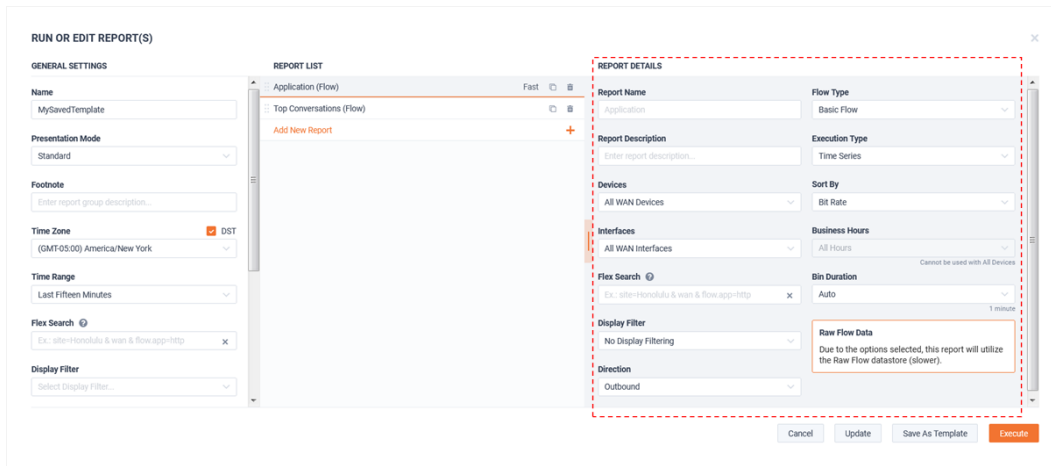 RUN OR EDIT REPORT(S)
GENERAL SETTINGS
Name
MySavedTemplate
Presentation Mode
Standard
Footnote
Enter report group description...
Time Zone
DST
(GMT-05:00) America/New York
Time Range
Last Fifteen Minutes
Flex Search
Ex.: site=Honolulu & wan & flow.app=http
Display Filter
Select Display Filter...
REPORT LIST
Application (Flow)
Fast
Top Conversations (Flow)
Add New Report
REPORT DETAILS
Report Name
Application
Report Description
Enter report description...
Devices
All WAN Devices
Interfaces
All WAN Interfaces
Flex Search
Ex.: site=Honolulu & wan & flow.app=http
Display Filter
No Display Filtering
Direction
Outbound
Flow Type
Basic Flow
Execution Type
Time Series
Sort By
Bit Rate
Business Hours
All Hours
Cannot be used with All Devices
Bin Duration
Auto
1 minute
Raw Flow Data
Due to the options selected, this report will utilize
the Raw Flow datastore (slower).
Cancel
Update
Save As Template
Execute